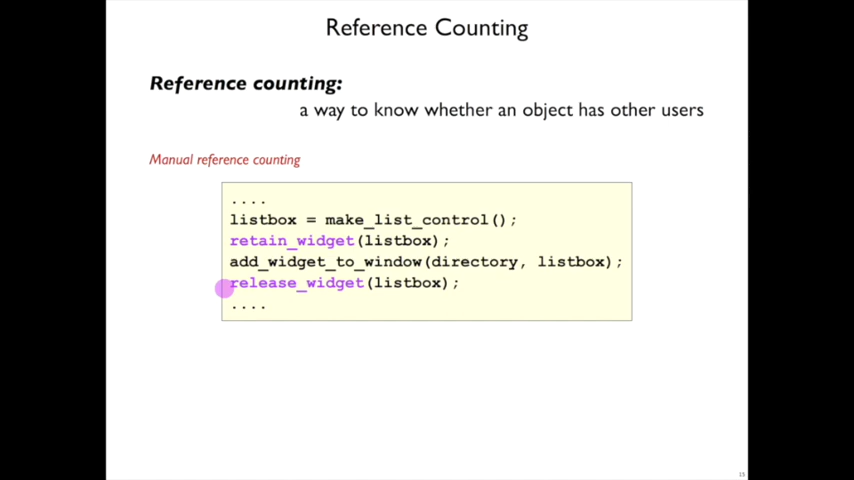 Reference Counting
Reference counting:
a way to know whether an object has other users
Manual reference counting
....
listbox = make_list_control();
retain_widget(listbox);
add_widget_to_window(directory, listbox);
release_widget(listbox);
....
15